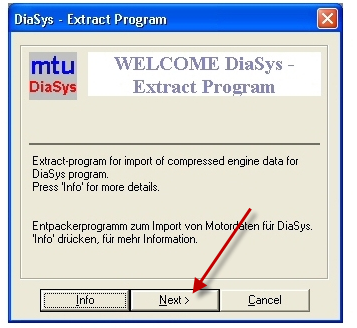 DiaSys - Extract Program
mtu
DiaSys
WELCOME DiaSys -
Extract Program
Extract-program for import of compressed engine data for
DiaSys program.
Press 'Info' for more details.
Entpackerprogramm zum Import von Motordaten für DiaSys.
'Info' drücken, für mehr Information.
Info
Next >
Cancel